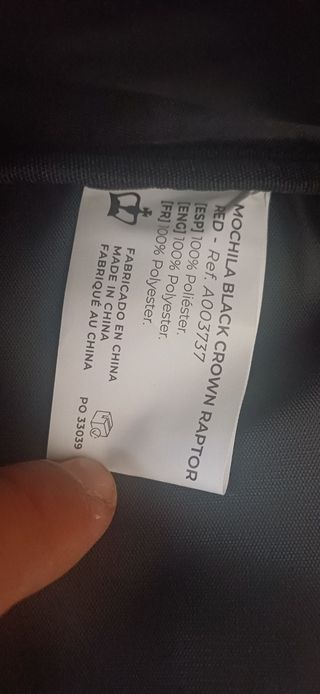 MOCHILA BLACK CROWN RAPTOR
RED - Ref. A003737
[ESP] 100% Poliéster.
[ENG] 100% Polyester.
[FR] 100% Polyester.
FABRICADO EN CHINA
MADE IN CHINA
FABRIQUÉ AU CHINA
PO 33039